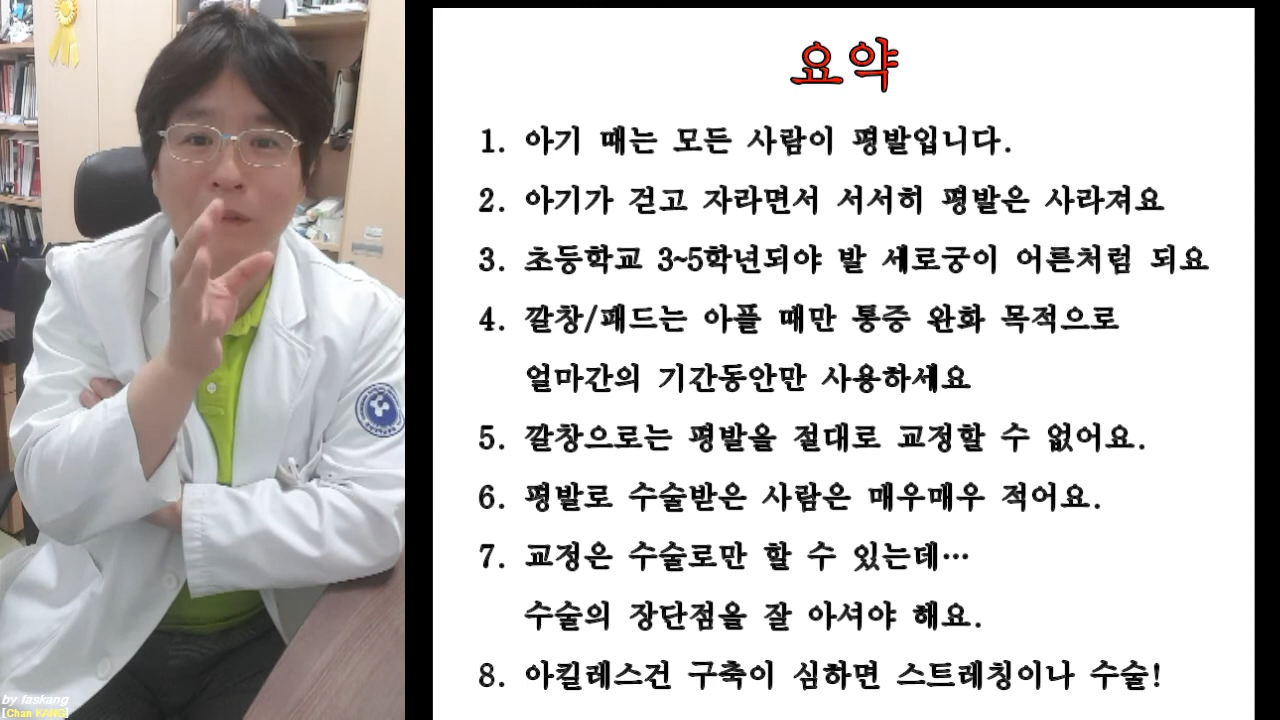 요약
1. 아기 때는 모든 사람이 평발입니다.
2. 아기가 걷고 자라면서 서서히 평발은 사라져요
3. 초등학교 3~5학년되야 발 세로궁이 어른처럼 되요
4. 깔창/패드는 아플 때만 통증 완화 목적으로
얼마간의 기간동안만 사용하세요
5. 깔창으로는 평발을 절대로 교정할 수 없어요.
6. 평발로 수술받은 사람은 매우매우 적어요.
7. 교정은 수술로만 할 수 있는데…
수술의 장단점을 잘 아셔야 해요.
8. 아킬레스건 구축이 심하면 스트레칭이나 수술!
by faskang
[Chan KANG]